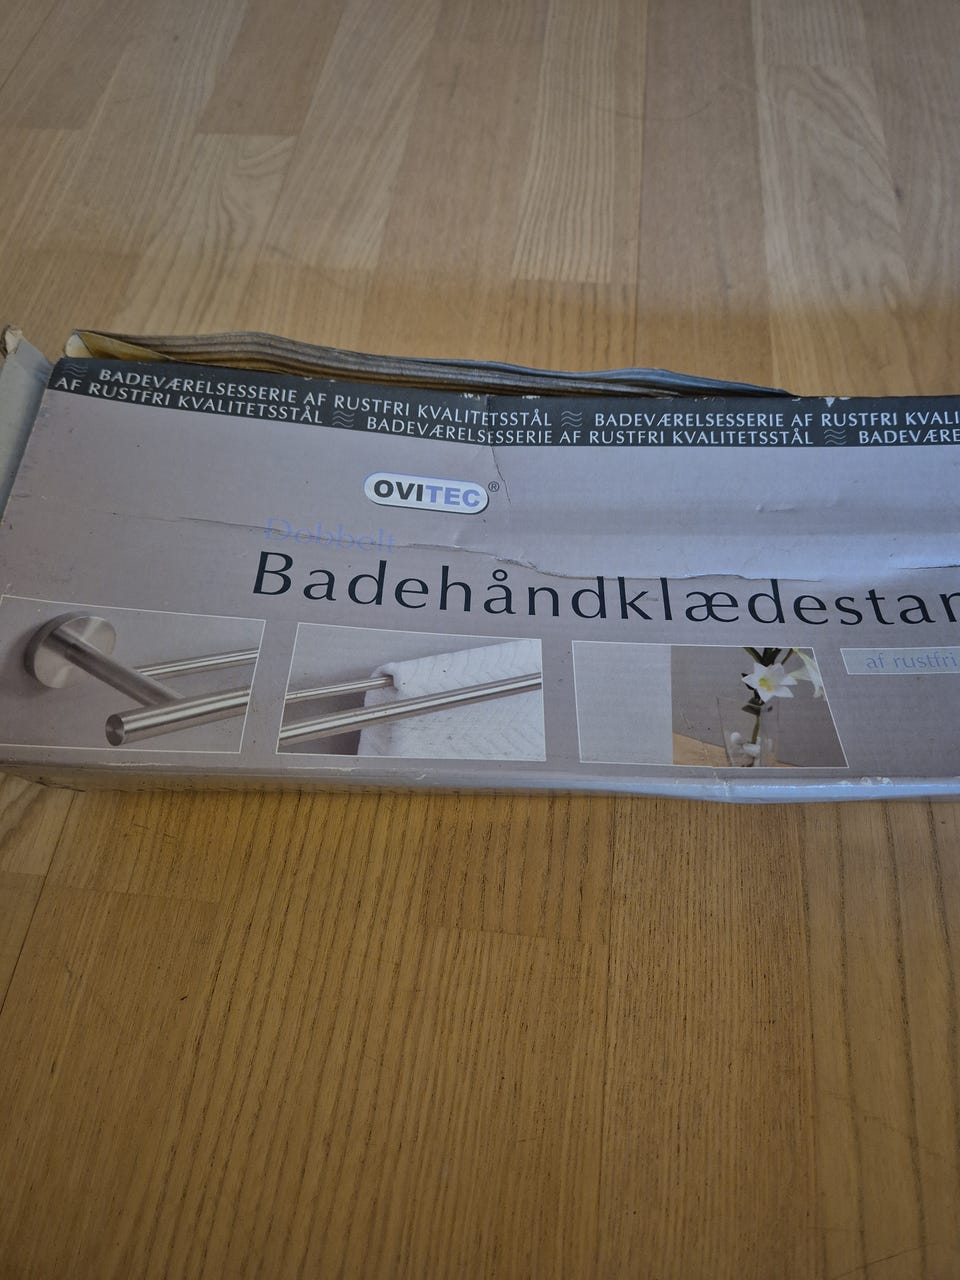 BADEVÆRELSESSERIE AF RUSTFRI KVALITETSSTÅL BADEVÆRELSESSERIE AF RUSTFRI KVALI
AF RUSTFRI KVALITETSSTÅL BADEVÆRELSESSERIE AF RUSTFRI KVALITETSSTÅL BADEVÆRE
OVITEC®
Dobbelt
Badehåndklædestan
af rustfri